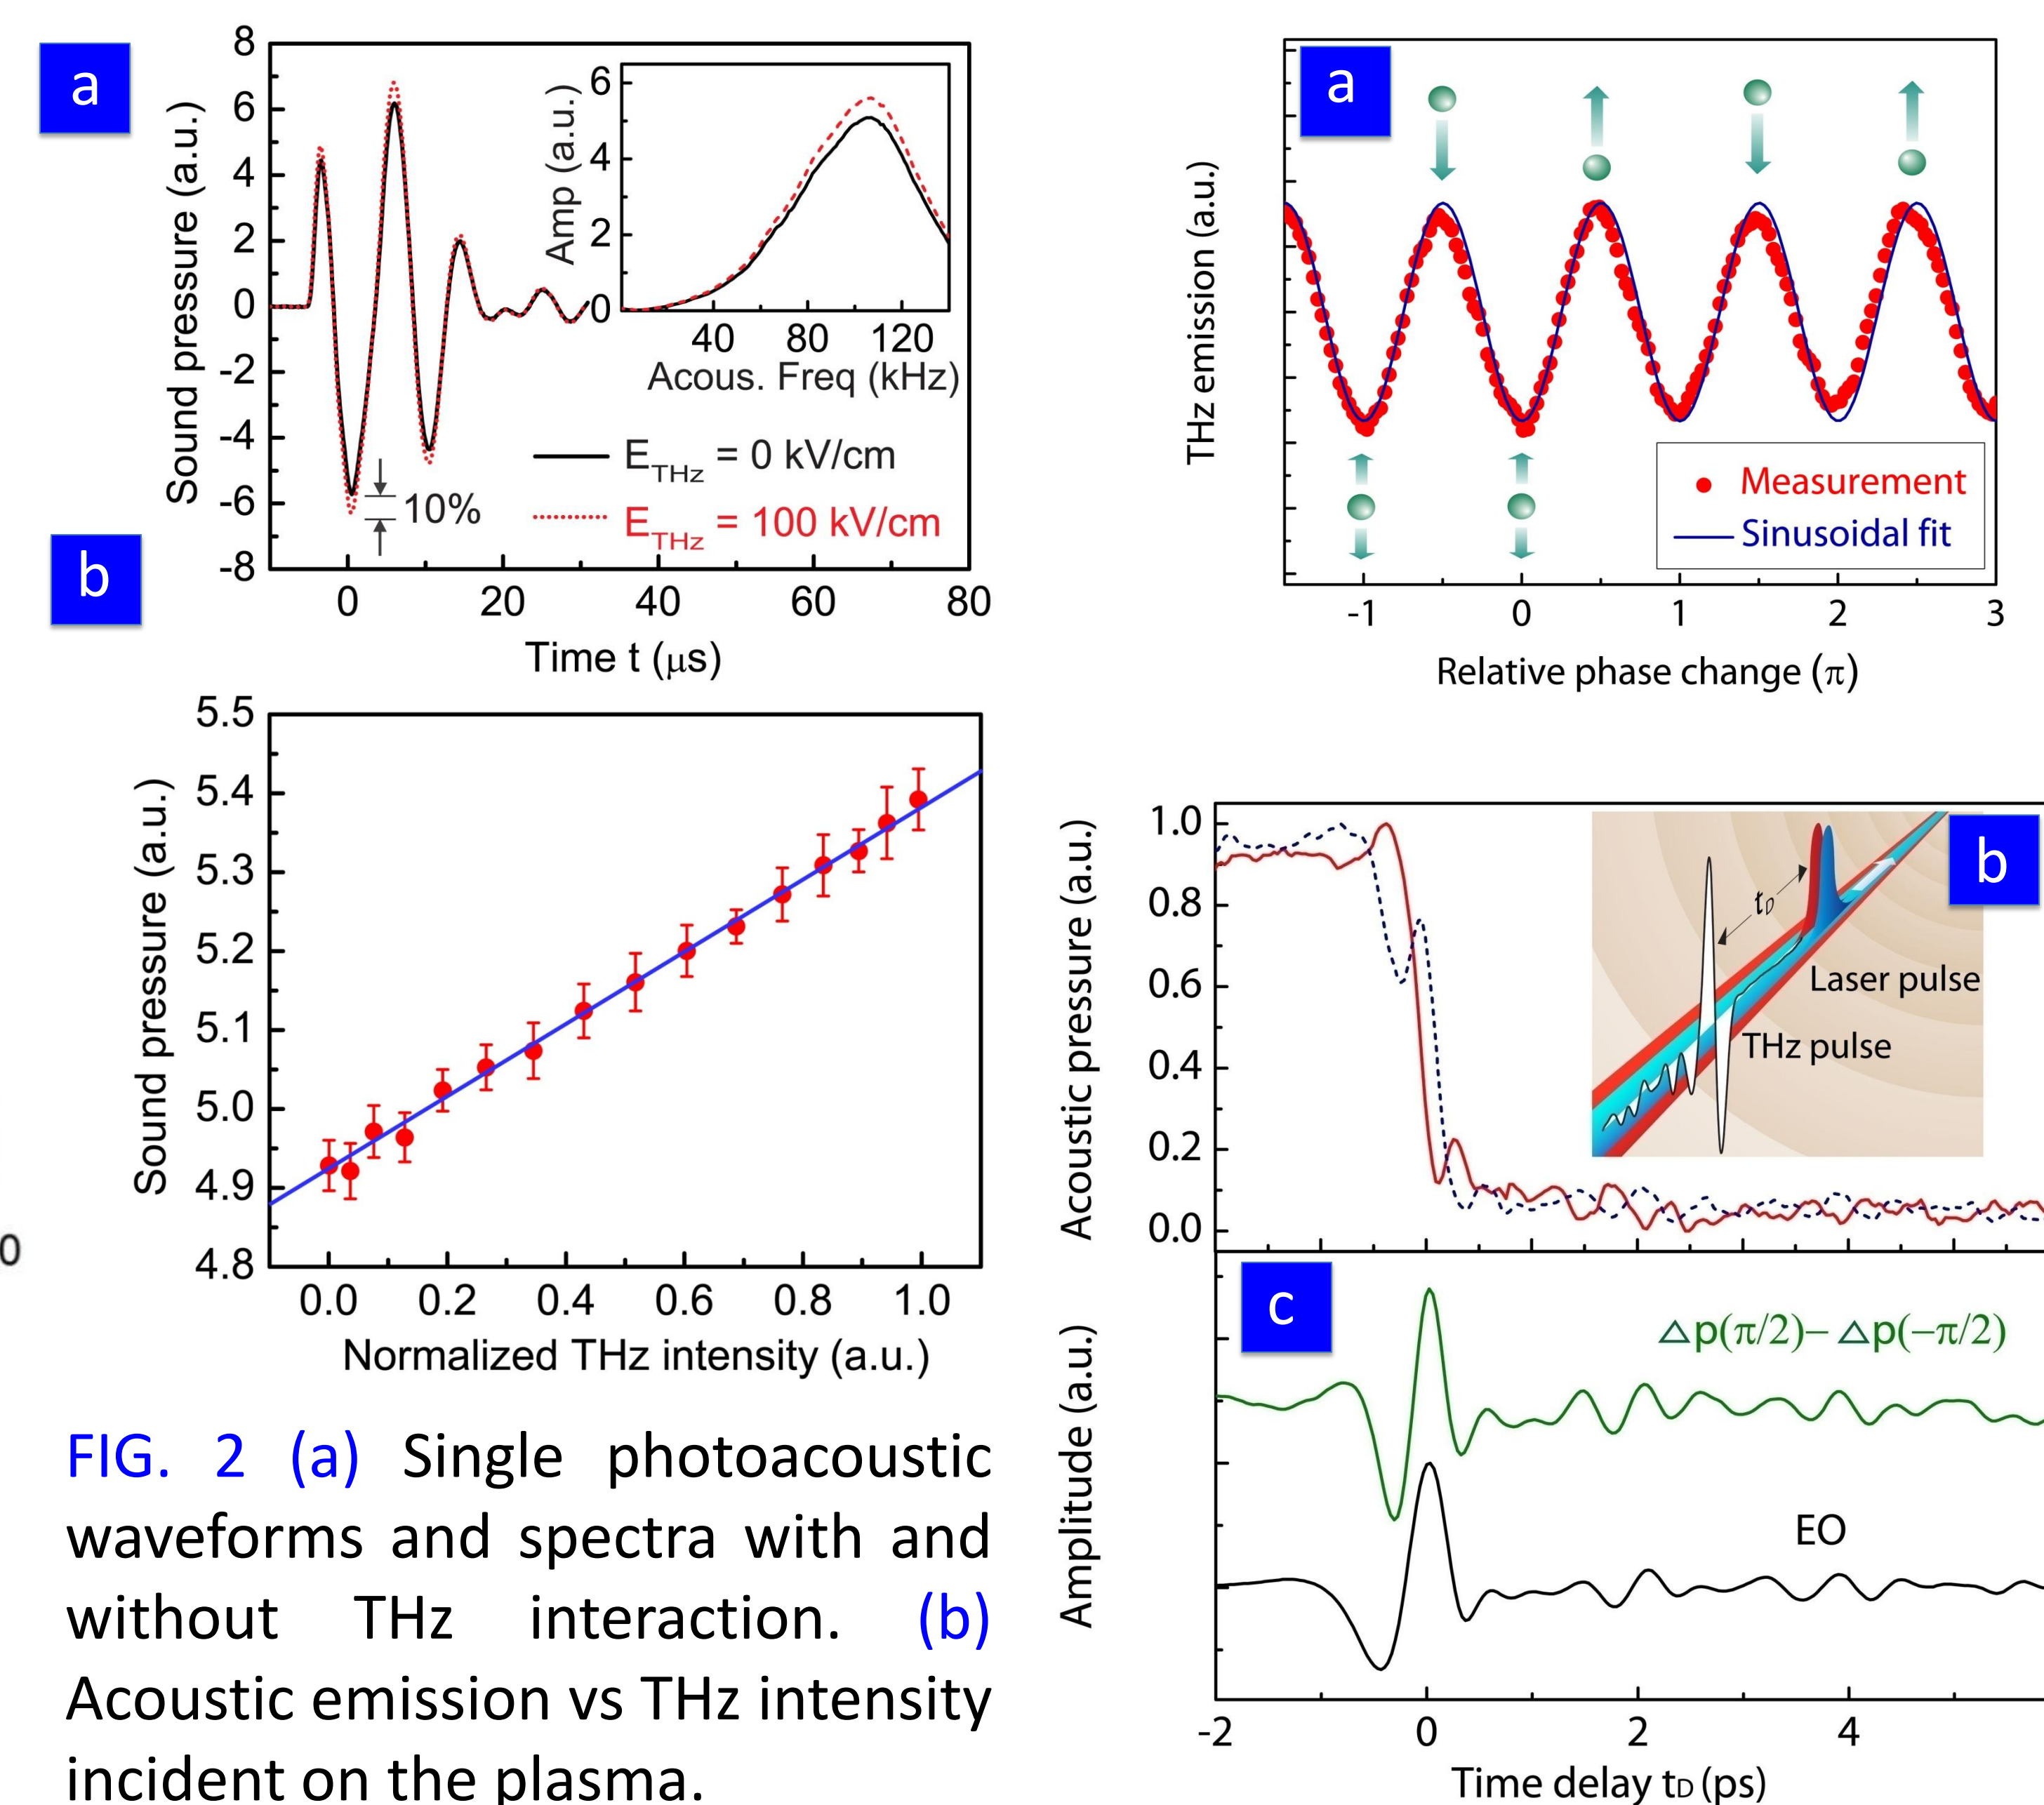 a
8
6
4
2
0
-2
-4
-6
-8
Sound pressure (a.u.)
6
4
2
0
Amp (a.u.)
40 80 120
Acous. Freq (kHz)
E_THz = 0 kV/cm
E_THz = 100 kV/cm
10%
0 20 40 60 80
Time t (μs)
b
5.5
5.4
5.3
5.2
5.1
5.0
4.9
4.8
Sound pressure (a.u.)
0.0 0.2 0.4 0.6 0.8 1.0
Normalized THz intensity (a.u.)
0
FIG. 2 (a) Single photoacoustic
waveforms and spectra with and
without THz interaction. (b)
Acoustic emission vs THz intensity
incident on the plasma.
a
THz emission (a.u.)
Measurement
Sinusoidal fit
-1 0 1 2 3
Relative phase change (π)
b
1.0
0.8
0.6
0.4
0.2
0.0
Acoustic pressure (a.u.)
t_D
Laser pulse
THz pulse
c
Amplitude (a.u.)
△p(π/2)− △p(−π/2)
EO
-2 0 2 4
Time delay t_D (ps)